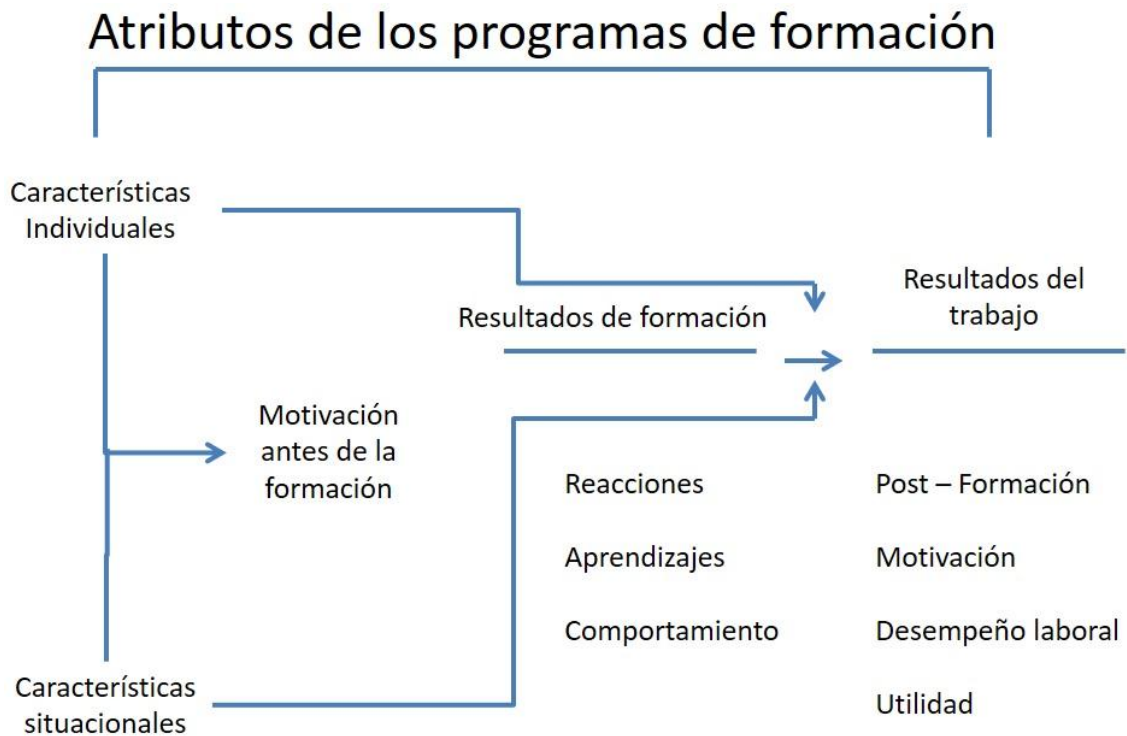 Atributos de los programas de formación
Características
Individuales
Resultados de formación
Resultados del
trabajo
Motivación
antes de la
formación
Reacciones
Post – Formación
Aprendizajes
Motivación
Comportamiento
Desempeño laboral
Características
situacionales
Utilidad